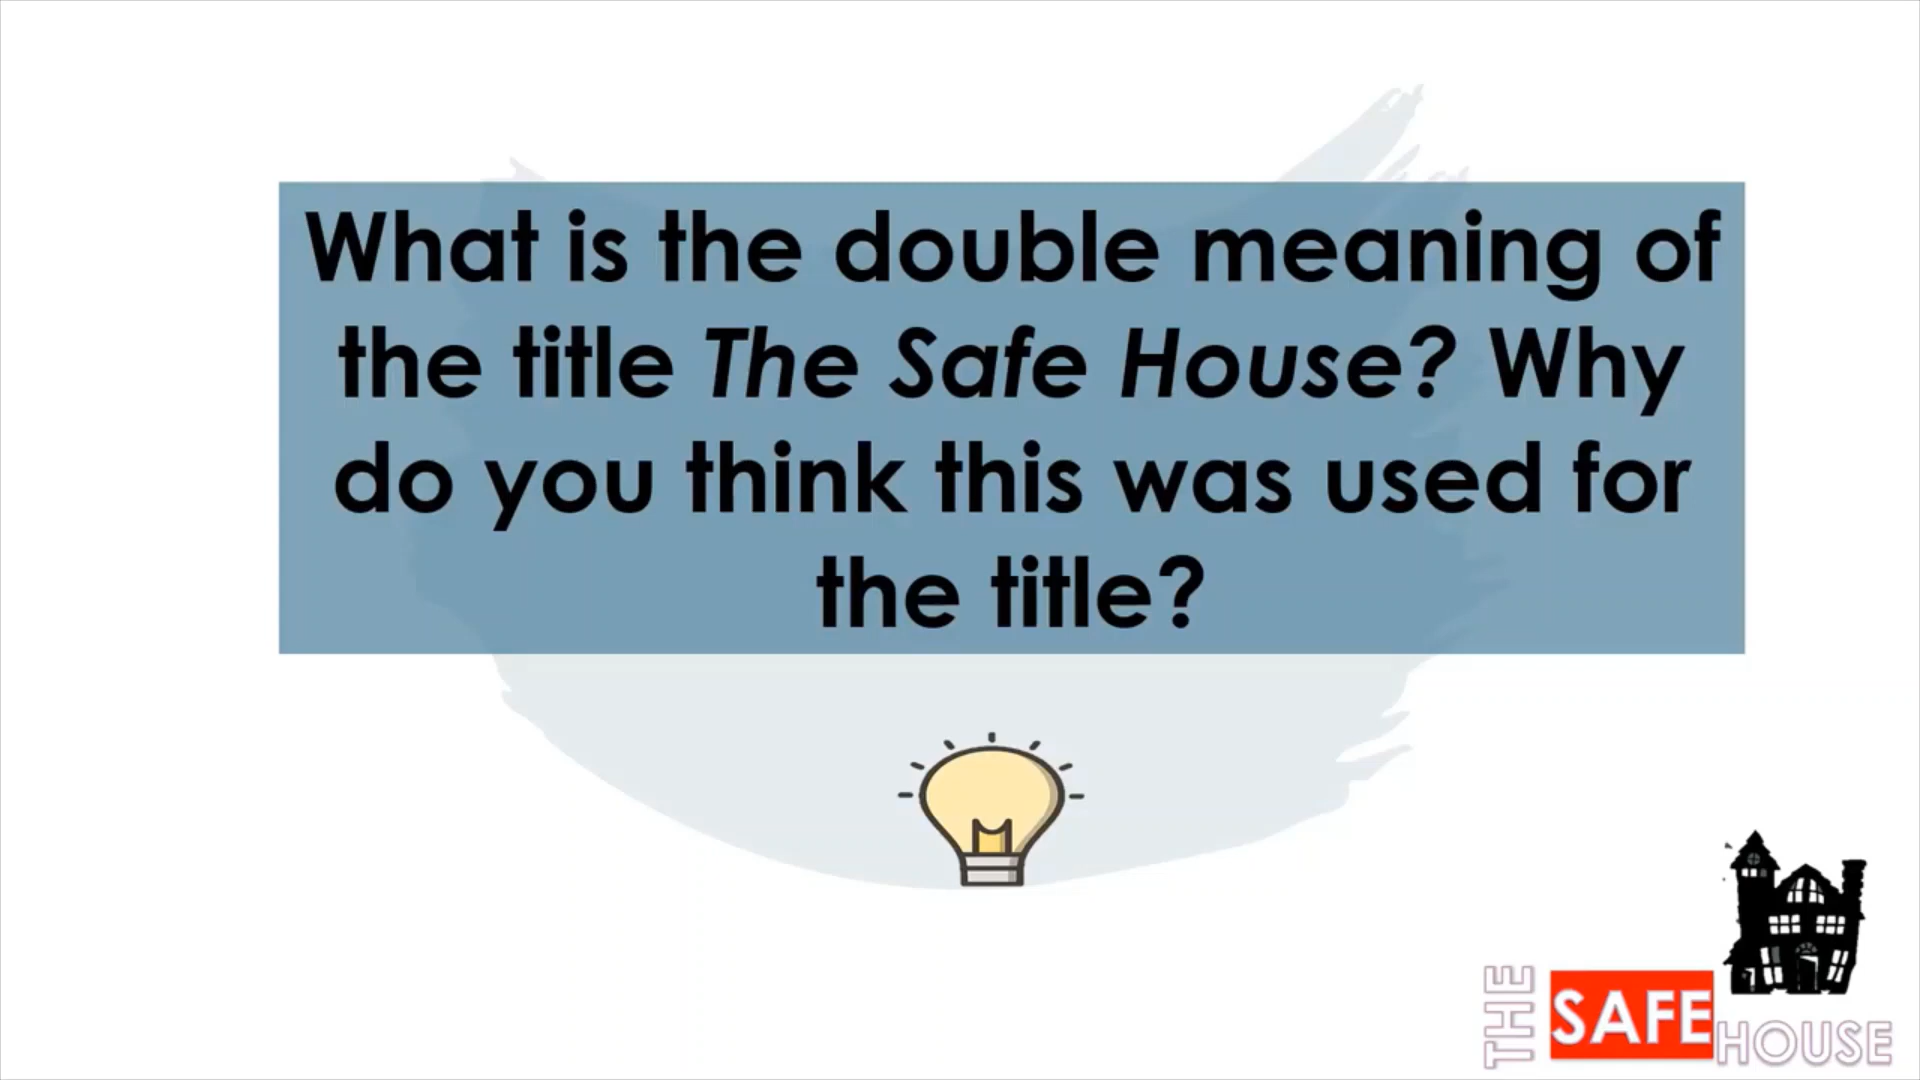 What is the double meaning of
the title The Safe House? Why
do you think this was used for
the title?
THE
SAFE
HOUSE